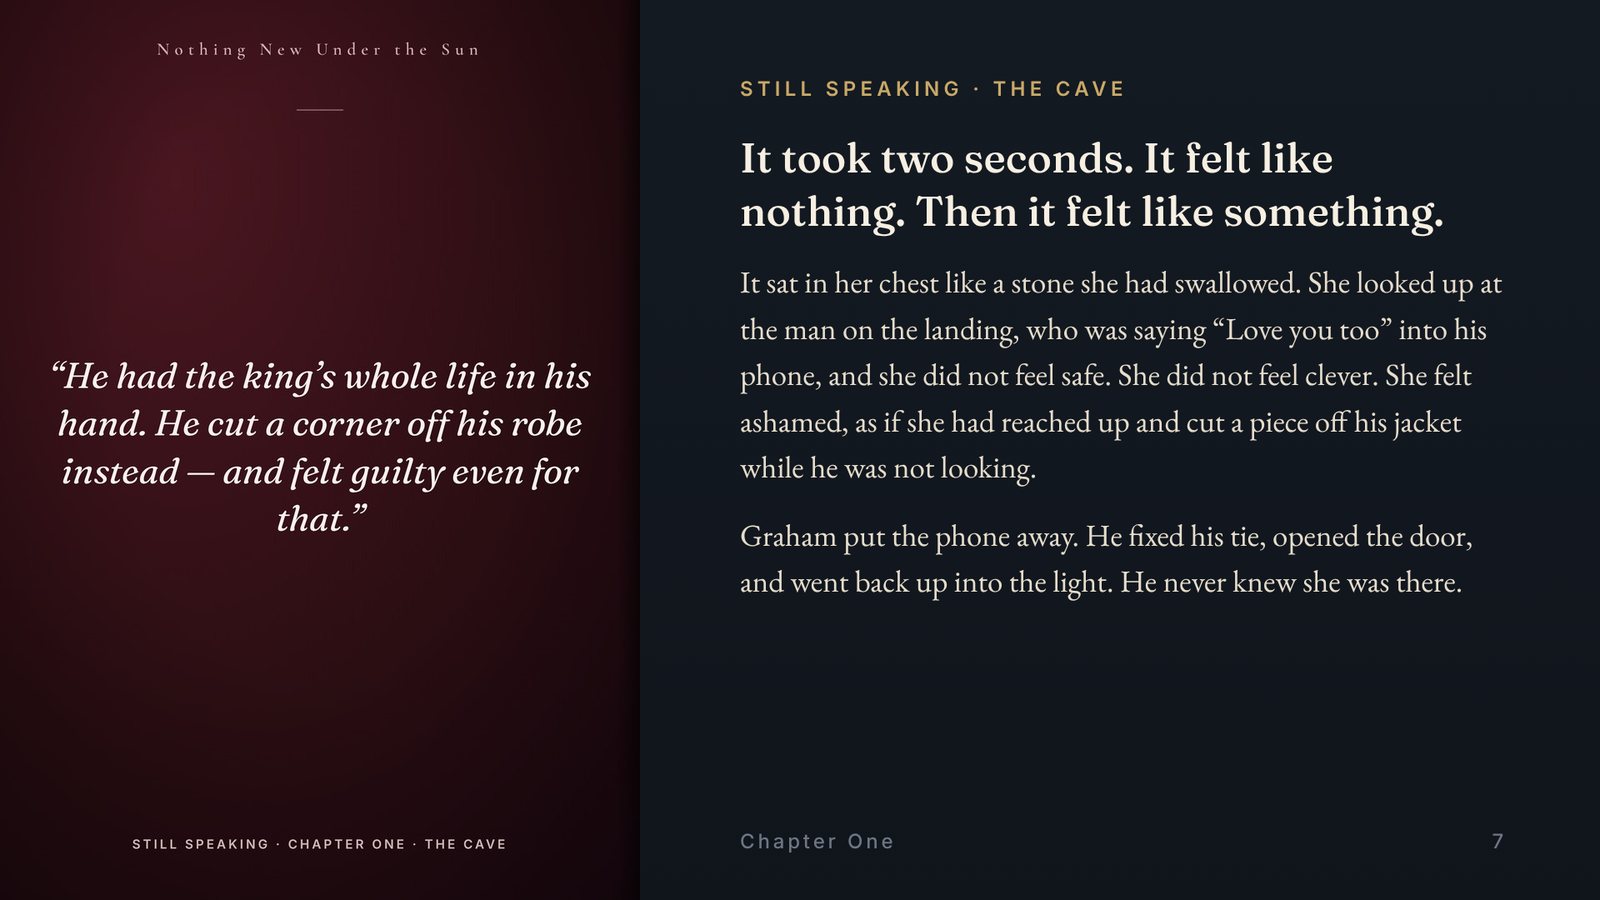 Nothing New Under the Sun
“He had the king’s whole life in his
hand. He cut a corner off his robe
instead — and felt guilty even for
that.”
STILL SPEAKING · CHAPTER ONE · THE CAVE
STILL SPEAKING · THE CAVE
It took two seconds. It felt like
nothing. Then it felt like something.
It sat in her chest like a stone she had swallowed. She looked up at
the man on the landing, who was saying “Love you too” into his
phone, and she did not feel safe. She did not feel clever. She felt
ashamed, as if she had reached up and cut a piece off his jacket
while he was not looking.
Graham put the phone away. He fixed his tie, opened the door,
and went back up into the light. He never knew she was there.
Chapter One
7